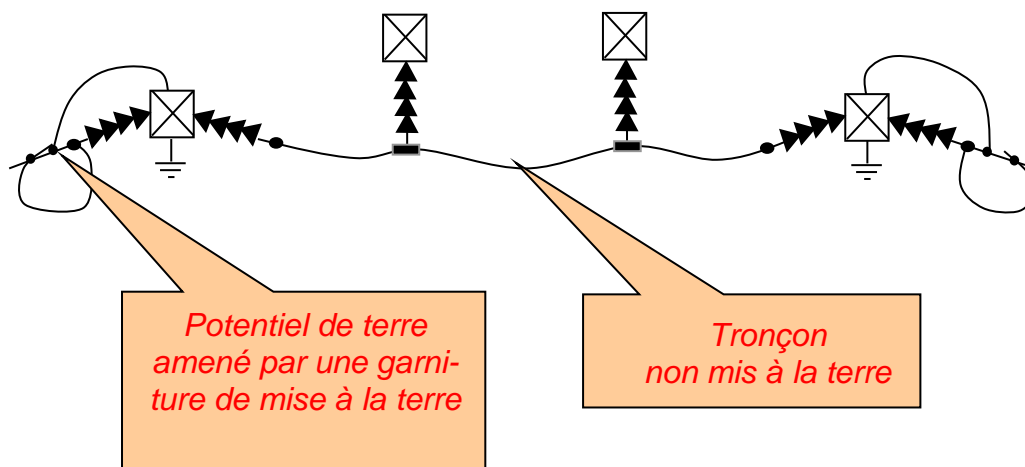 Potentiel de terre
amené par une garni-
ture de mise à la terre
Tronçon
non mis à la terre